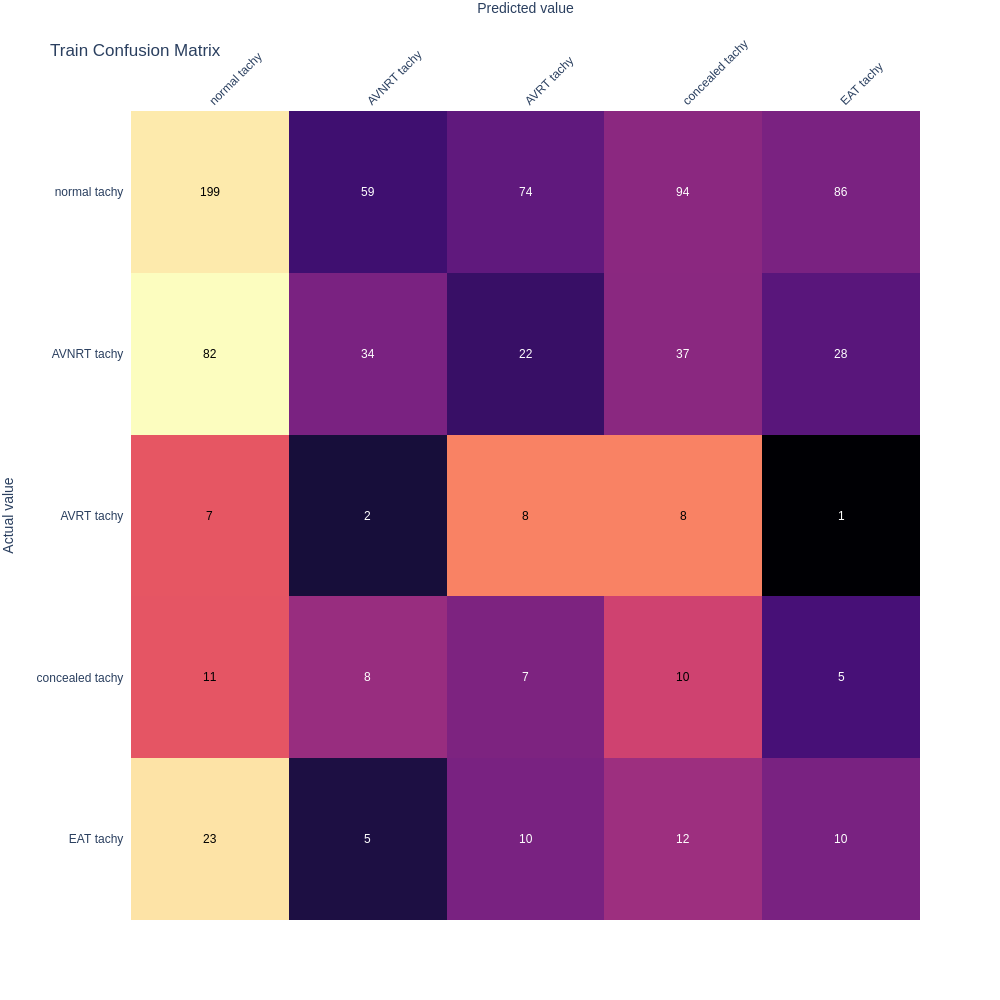 Predicted value
Train Confusion Matrix
normal tachy
AVNRT tachy
AVRT tachy
concealed tachy
EAT tachy
Actual value
normal tachy 199 59 74 94 86
AVNRT tachy 82 34 22 37 28
AVRT tachy 7 2 8 8 1
concealed tachy 11 8 7 10 5
EAT tachy 23 5 10 12 10